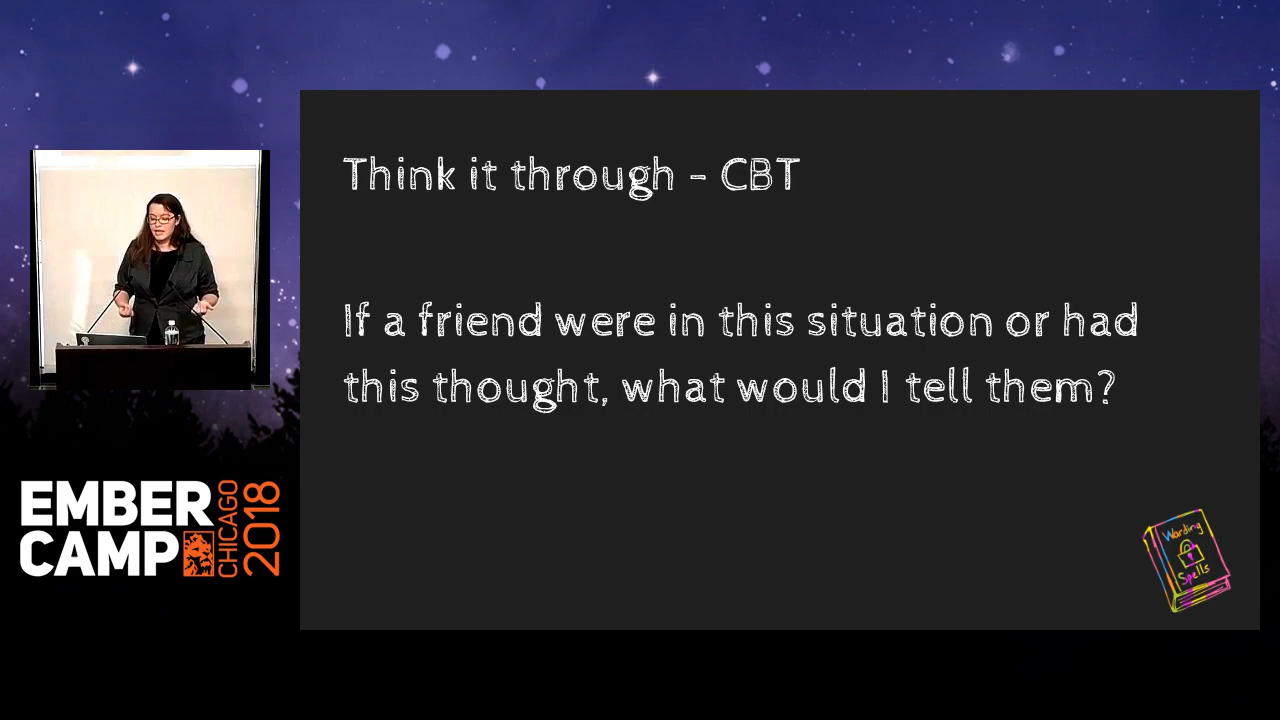 Think it through - CBT
If a friend were in this situation or had
this thought, what would I tell them?
Warding
Spells
EMBER
CAMP
CHICAGO
2018